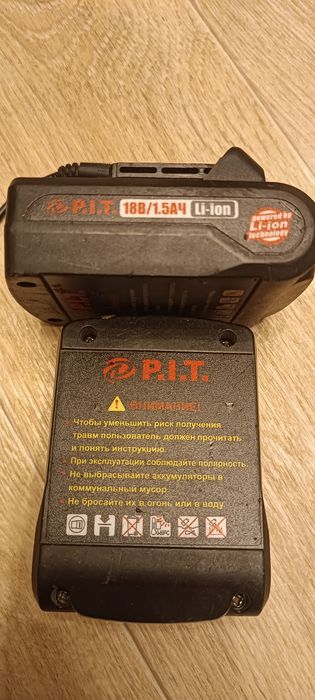 P.I.T. 18В/1.5АЧ Li-ion
powered by
Li-ion
technology
P.I.T.
ВНИМАНИЕ!
Чтобы уменьшить риск получения
травм пользователь должен прочитать
и понять инструкцию.
При эксплуатации соблюдайте полярность.
Не выбрасывайте аккумуляторы в
коммунальный мусор.
Не бросайте их в огонь или в воду